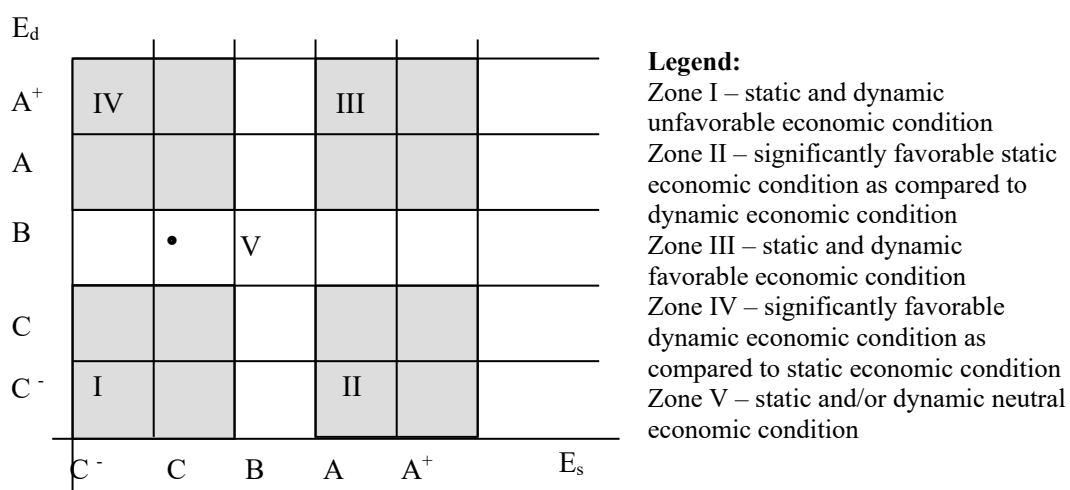 E_d
A⁺
A
B
C
C ⁻
IV
III
V
I
II
C ⁻
C
B
A
A⁺
E_s
Legend:
Zone I – static and dynamic
unfavorable economic condition
Zone II – significantly favorable static
economic condition as compared to
dynamic economic condition
Zone III – static and dynamic
favorable economic condition
Zone IV – significantly favorable
dynamic economic condition as
compared to static economic condition
Zone V – static and/or dynamic neutral
economic condition